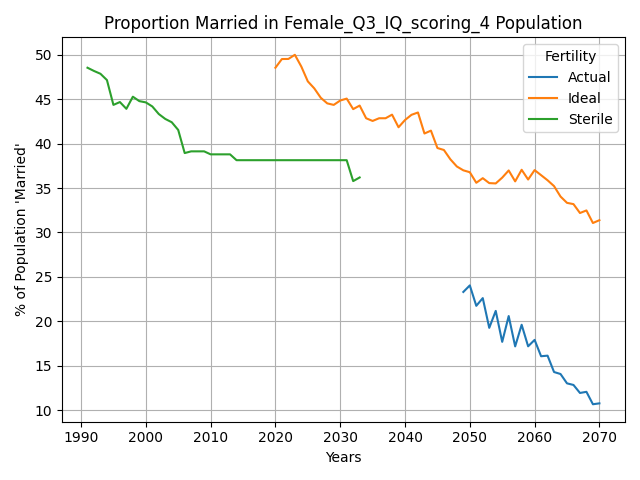 Proportion Married in Female_Q3_IQ_scoring_4 Population
% of Population 'Married'
50
45
40
35
30
25
20
15
10
Fertility
Actual
Ideal
Sterile
1990 2000 2010 2020 2030 2040 2050 2060 2070
Years